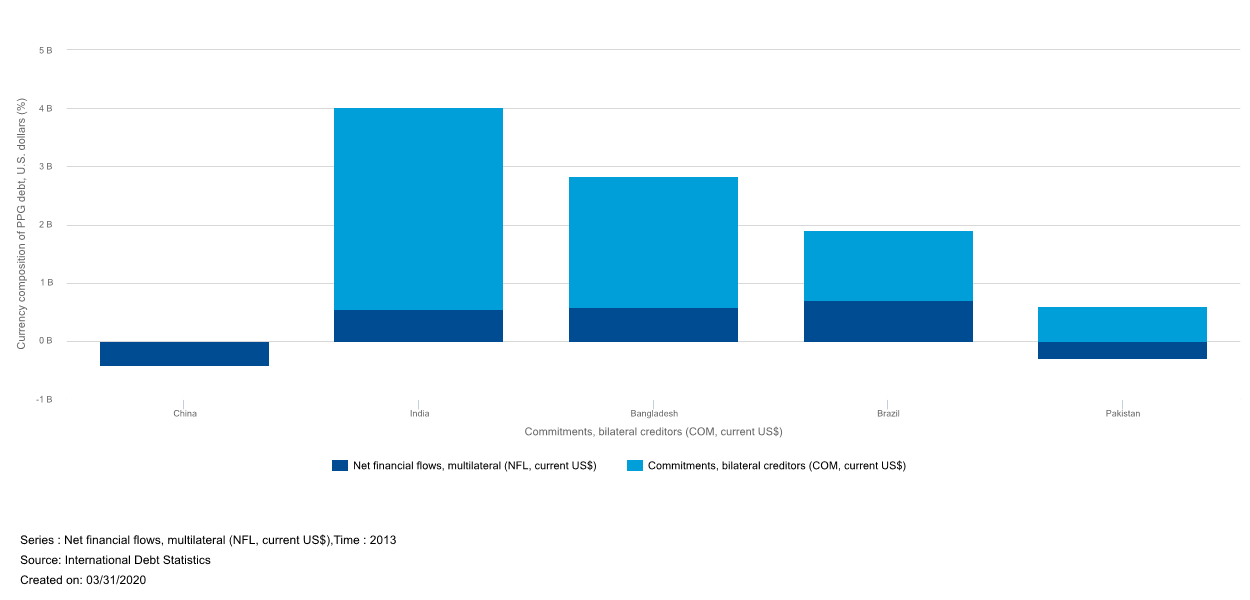 5 B
4 B
3 B
2 B
1 B
0 B
-1 B
Currency composition of PPG debt, U.S. dollars (%)
China
India
Bangladesh
Brazil
Pakistan
Commitments, bilateral creditors (COM, current US$)
Net financial flows, multilateral (NFL, current US$)
Commitments, bilateral creditors (COM, current US$)
Series : Net financial flows, multilateral (NFL, current US$),Time : 2013
Source: International Debt Statistics
Created on: 03/31/2020